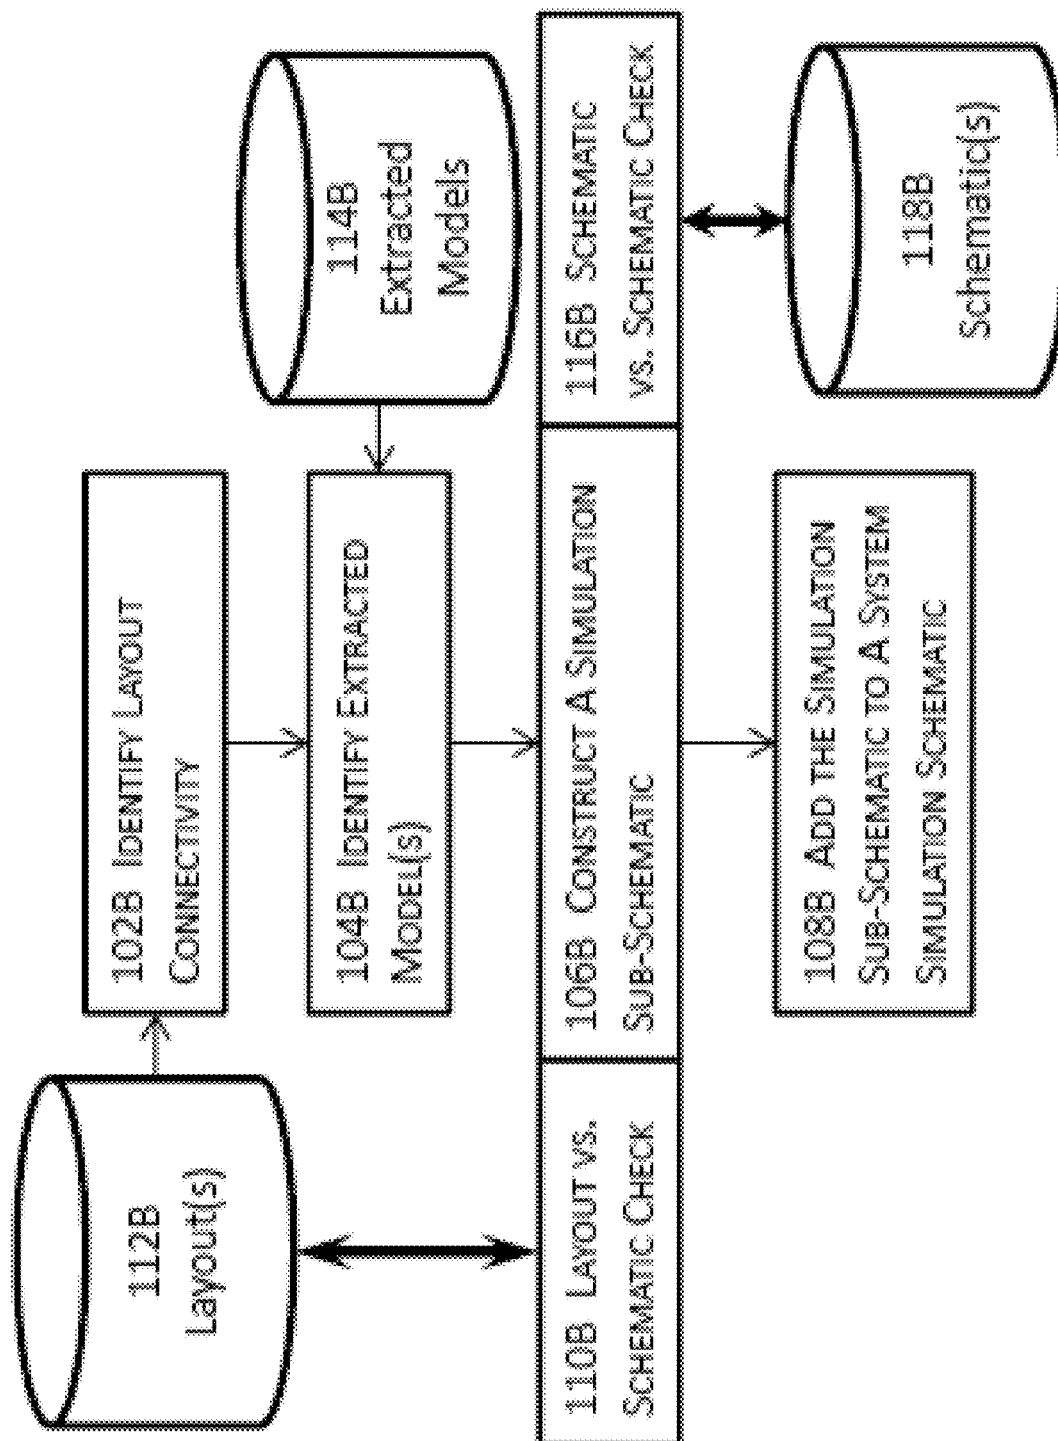 112B
Layout(s)
102B IDENTIFY LAYOUT
CONNECTIVITY
104B IDENTIFY EXTRACTED
MODEL(S)
114B
Extracted
Models
110B LAYOUT VS.
SCHEMATIC CHECK
106B CONSTRUCT A SIMULATION
SUB-SCHEMATIC
116B SCHEMATIC
VS. SCHEMATIC CHECK
108B ADD THE SIMULATION
SUB-SCHEMATIC TO A SYSTEM
SIMULATION SCHEMATIC
118B
Schematic(s)